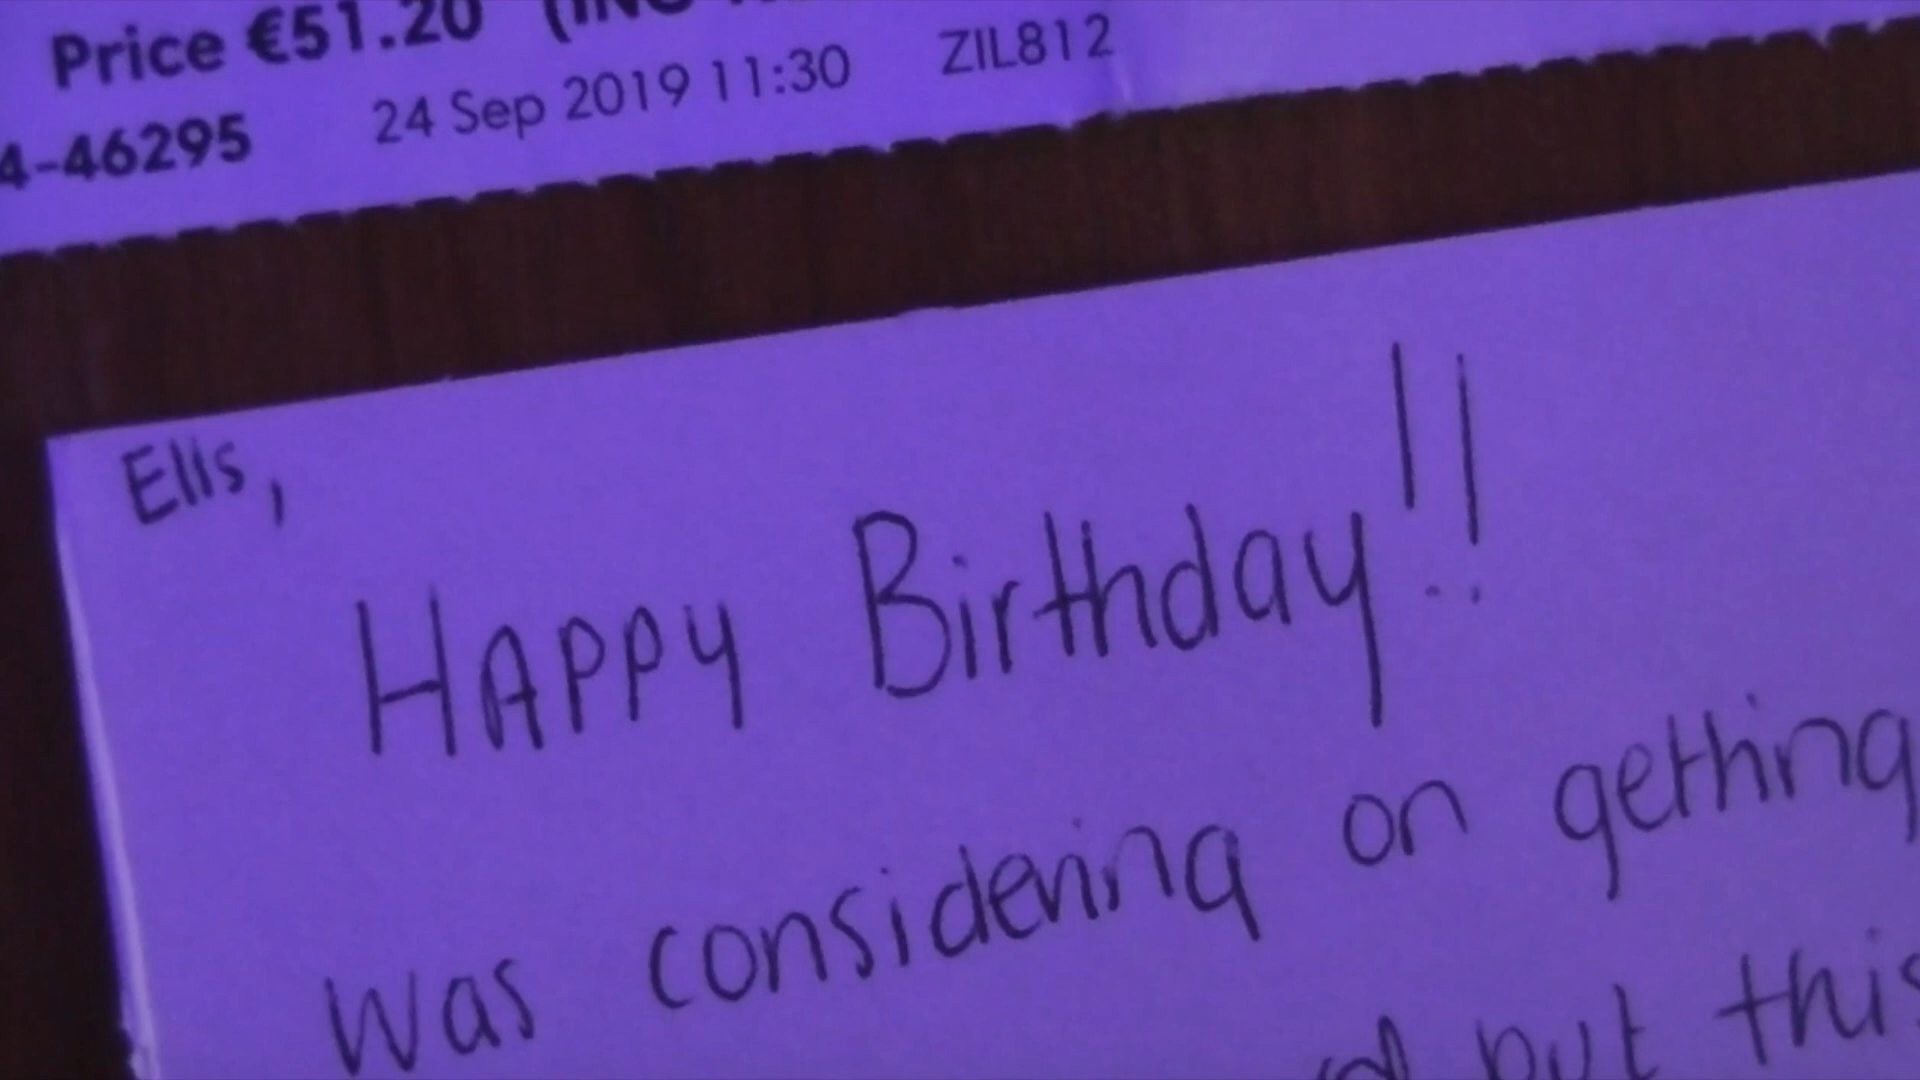 Price €51.20 (INC
4-46295 24 Sep 2019 11:30 ZIL812
Ellis,
HAPPY Birthday!!
was considering on getting
but this